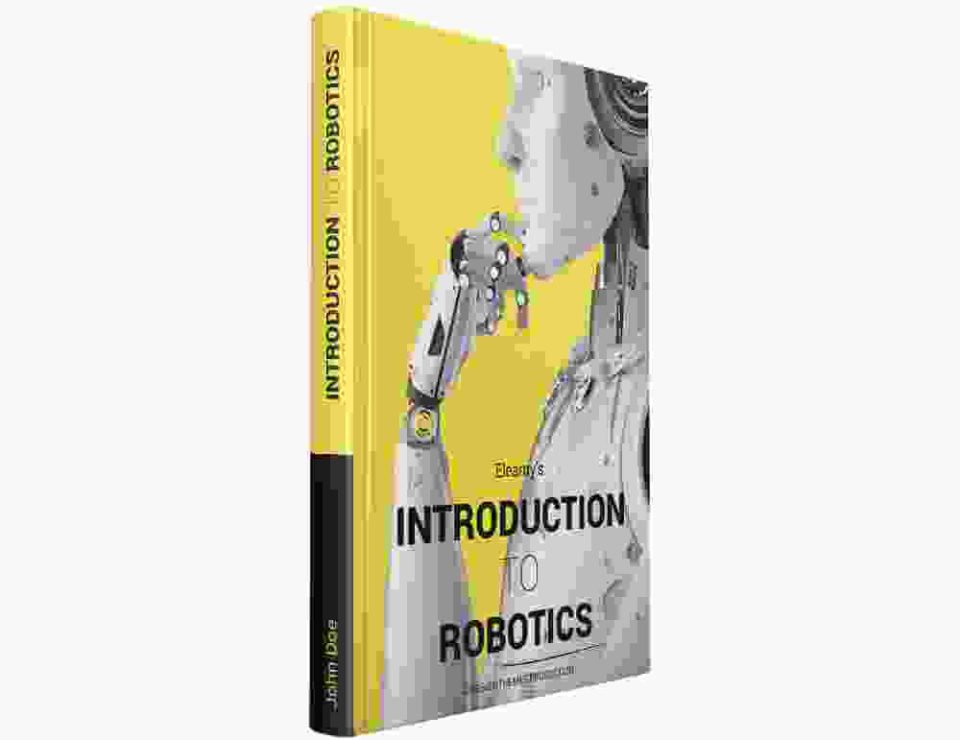 INTRODUCTION TO ROBOTICS
John Doe
INTRODUCTION
TO
ROBOTICS